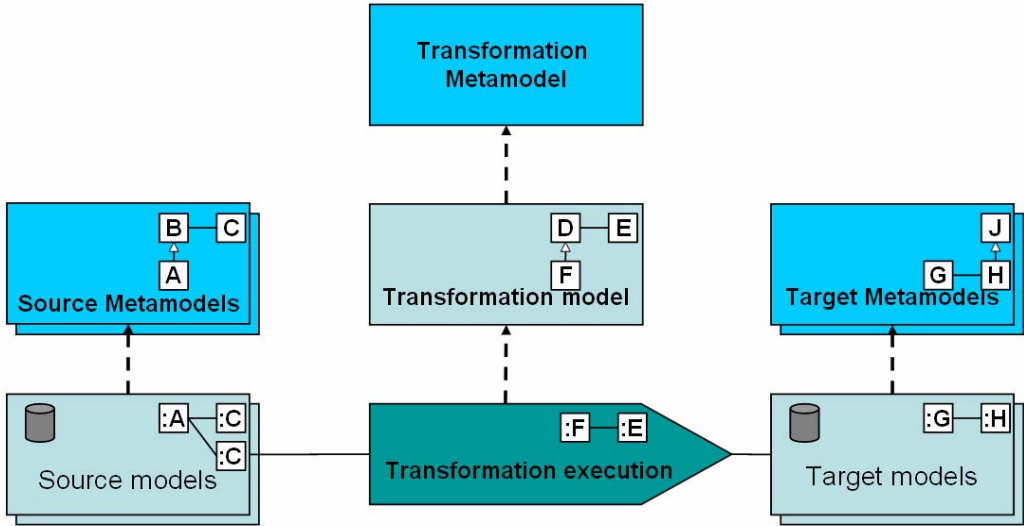 Transformation
Metamodel
B C
A
Source Metamodels
D E
F
Transformation model
J
G H
Target Metamodels
:A :C
:C
Source models
:F :E
Transformation execution
:G :H
Target models